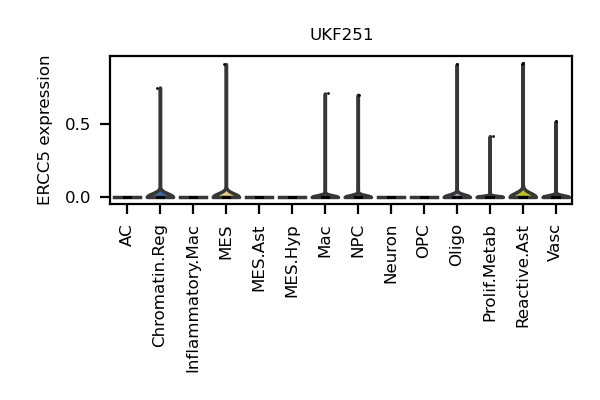 UKF251
ERCC5 expression
0.5
0.0
AC
Chromatin.Reg
Inflammatory.Mac
MES
MES.Ast
MES.Hyp
Mac
NPC
Neuron
OPC
Oligo
Prolif.Metab
Reactive.Ast
Vasc